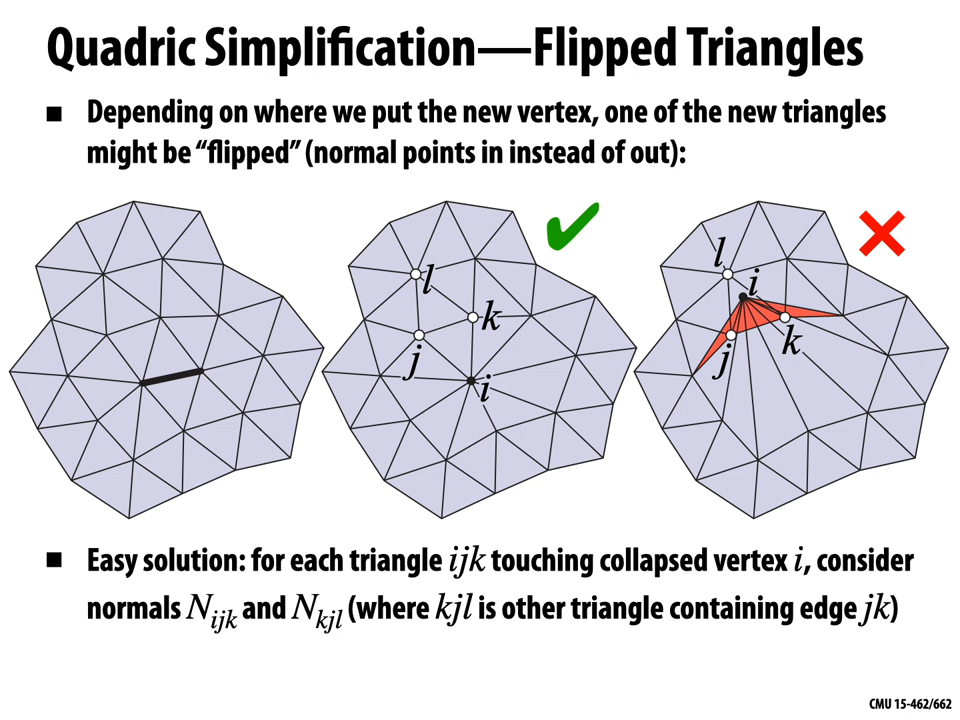 Quadric Simplification—Flipped Triangles
■ Depending on where we put the new vertex, one of the new triangles
might be “flipped” (normal points in instead of out):
✔ ✕
l
k
j
i
l
i
k
j
■ Easy solution: for each triangle ijk touching collapsed vertex i, consider
normals N_ijk and N_kjl (where kjl is other triangle containing edge jk)
CMU 15-462/662